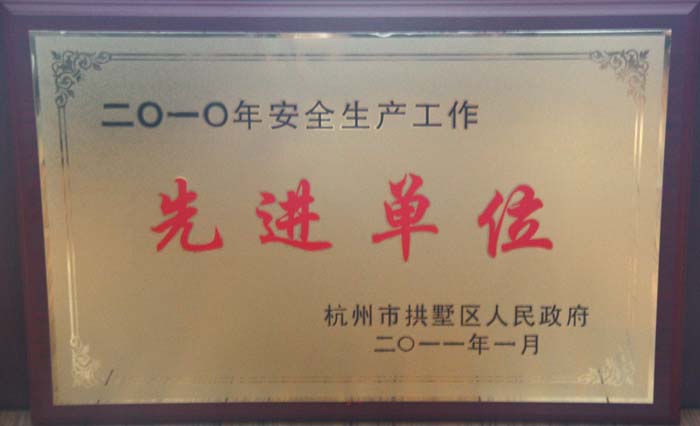 二〇一〇年安全生产工作
先进单位
杭州市拱墅区人民政府
二〇一一年一月